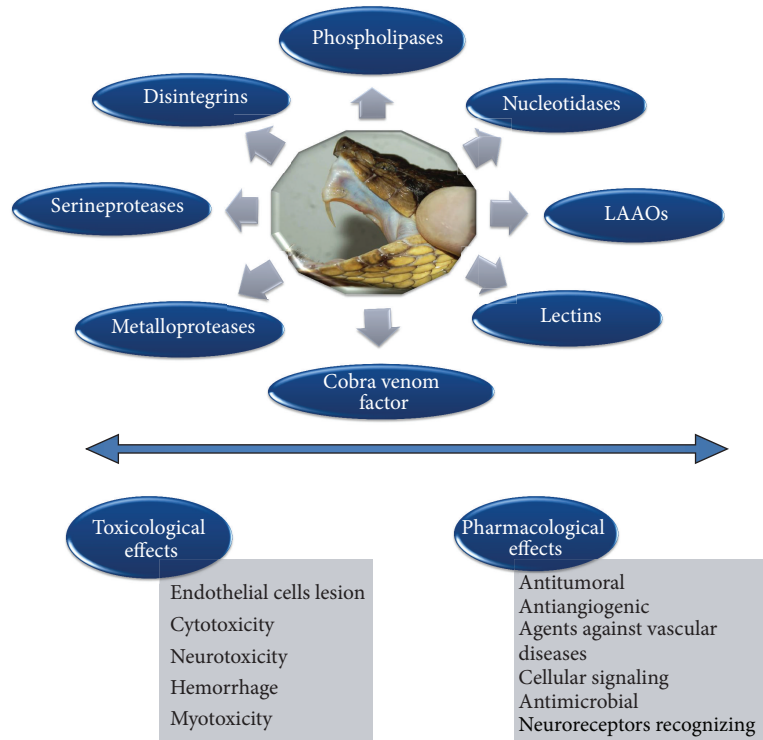 Phospholipases
Disintegrins
Nucleotidases
Serineproteases
LAAOs
Metalloproteases
Lectins
Cobra venom
factor
Toxicological
effects
Endothelial cells lesion
Cytotoxicity
Neurotoxicity
Hemorrhage
Myotoxicity
Pharmacological
effects
Antitumoral
Antiangiogenic
Agents against vascular
diseases
Cellular signaling
Antimicrobial
Neuroreceptors recognizing